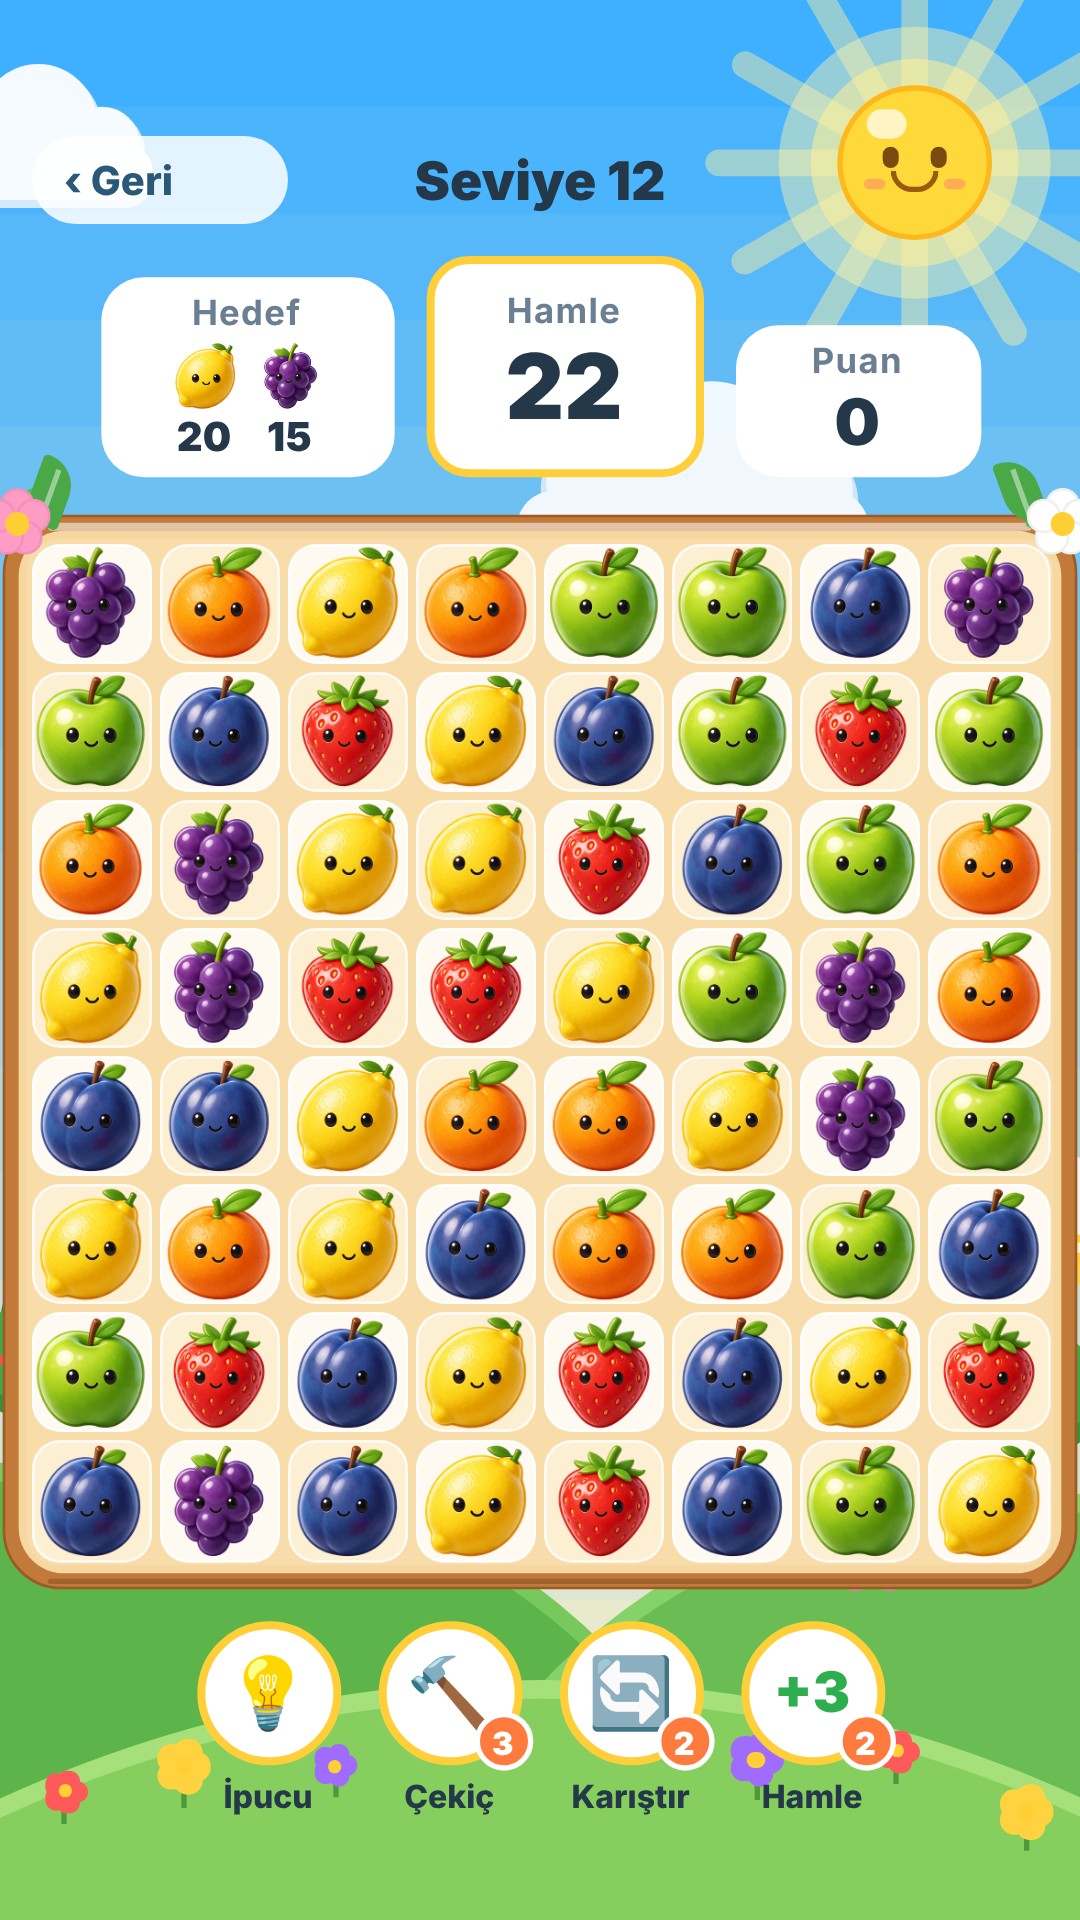 ‹ Geri
Seviye 12
Hedef
20 15
Hamle
22
Puan
0
+3
3
2
2
İpucu
Çekiç
Karıştır
Hamle